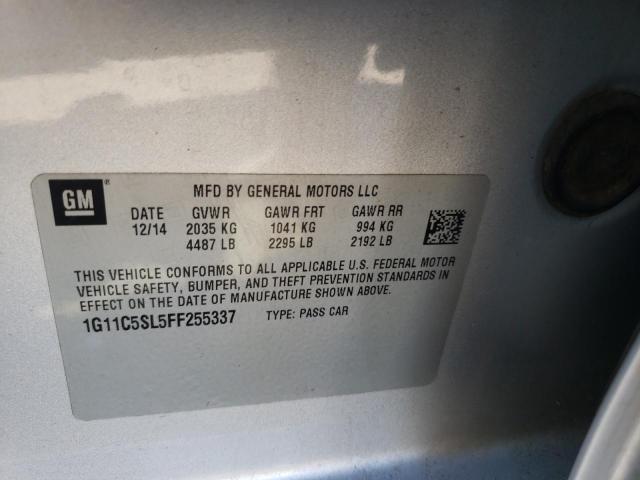 GM®
MFD BY GENERAL MOTORS LLC
DATE GVWR GAWR FRT GAWR RR
12/14 2035 KG 1041 KG 994 KG
4487 LB 2295 LB 2192 LB
THIS VEHICLE CONFORMS TO ALL APPLICABLE U.S. FEDERAL MOTOR
VEHICLE SAFETY, BUMPER, AND THEFT PREVENTION STANDARDS IN
EFFECT ON THE DATE OF MANUFACTURE SHOWN ABOVE.
1G11C5SL5FF255337 TYPE: PASS CAR